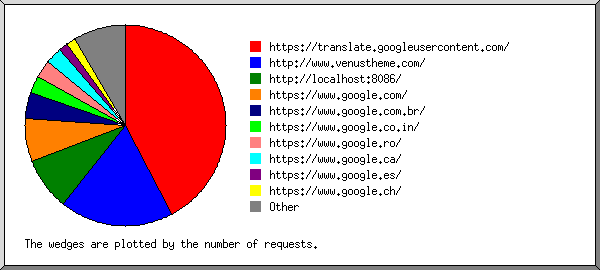 https://translate.googleusercontent.com/
http://www.venustheme.com/
http://localhost:8086/
https://www.google.com/
https://www.google.com.br/
https://www.google.co.in/
https://www.google.ro/
https://www.google.ca/
https://www.google.es/
https://www.google.ch/
Other
The wedges are plotted by the number of requests.